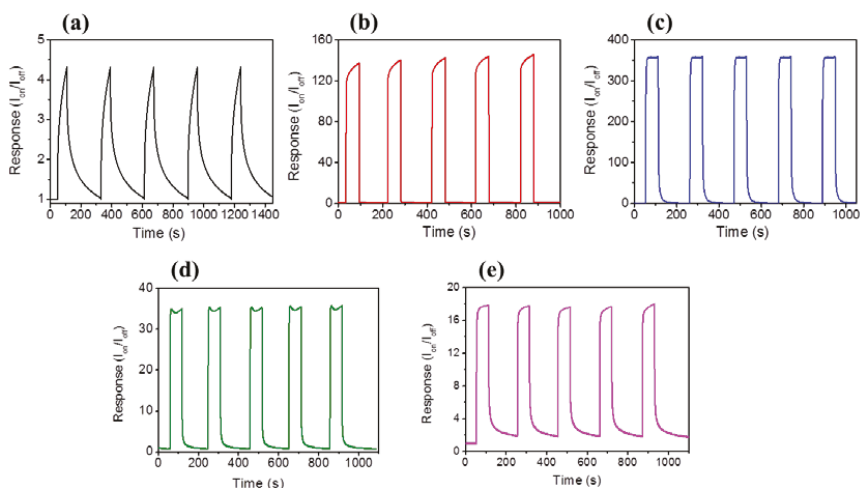 (a)
Response (Ion/Ioff)
5
4
3
2
1
0 200 400 600 800 1000 1200 1400
Time (s)
(b)
Response (Ion/Ioff)
160
120
80
40
0
0 200 400 600 800 1000
Time (s)
(c)
Response (Ion/Ioff)
400
300
200
100
0
0 200 400 600 800 1000
Time (s)
(d)
Response (Ion/Ioff)
40
30
20
10
0
0 200 400 600 800 1000
Time (s)
(e)
Response (Ion/Ioff)
20
16
12
8
4
0
0 200 400 600 800 1000
Time (s)